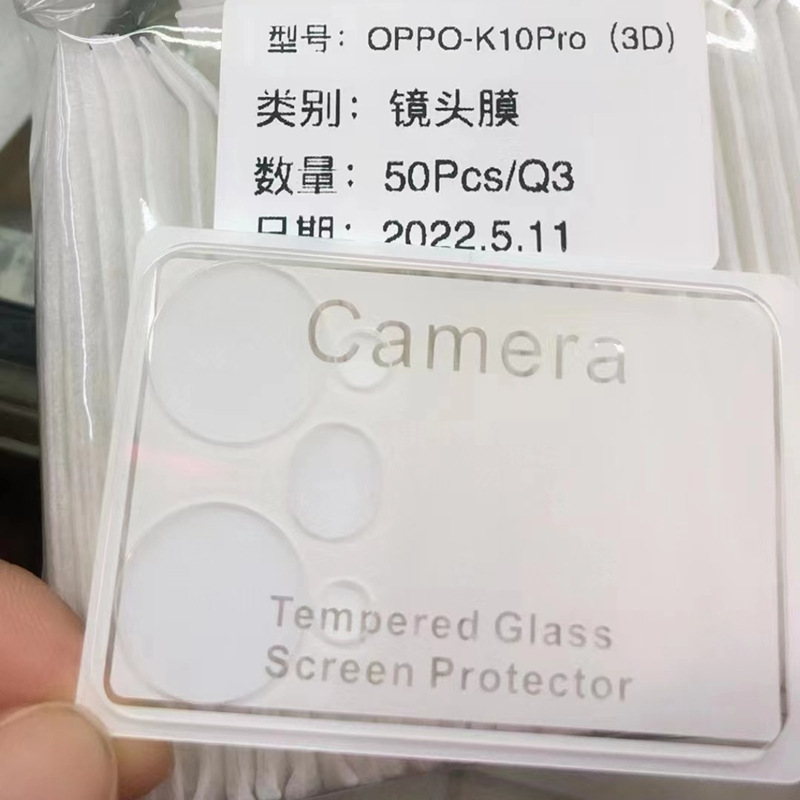 型号：OPPO-K10Pro（3D）
类别：镜头膜
数量：50Pcs/Q3
日期：2022.5.11
Camera
Tempered Glass
Screen Protector